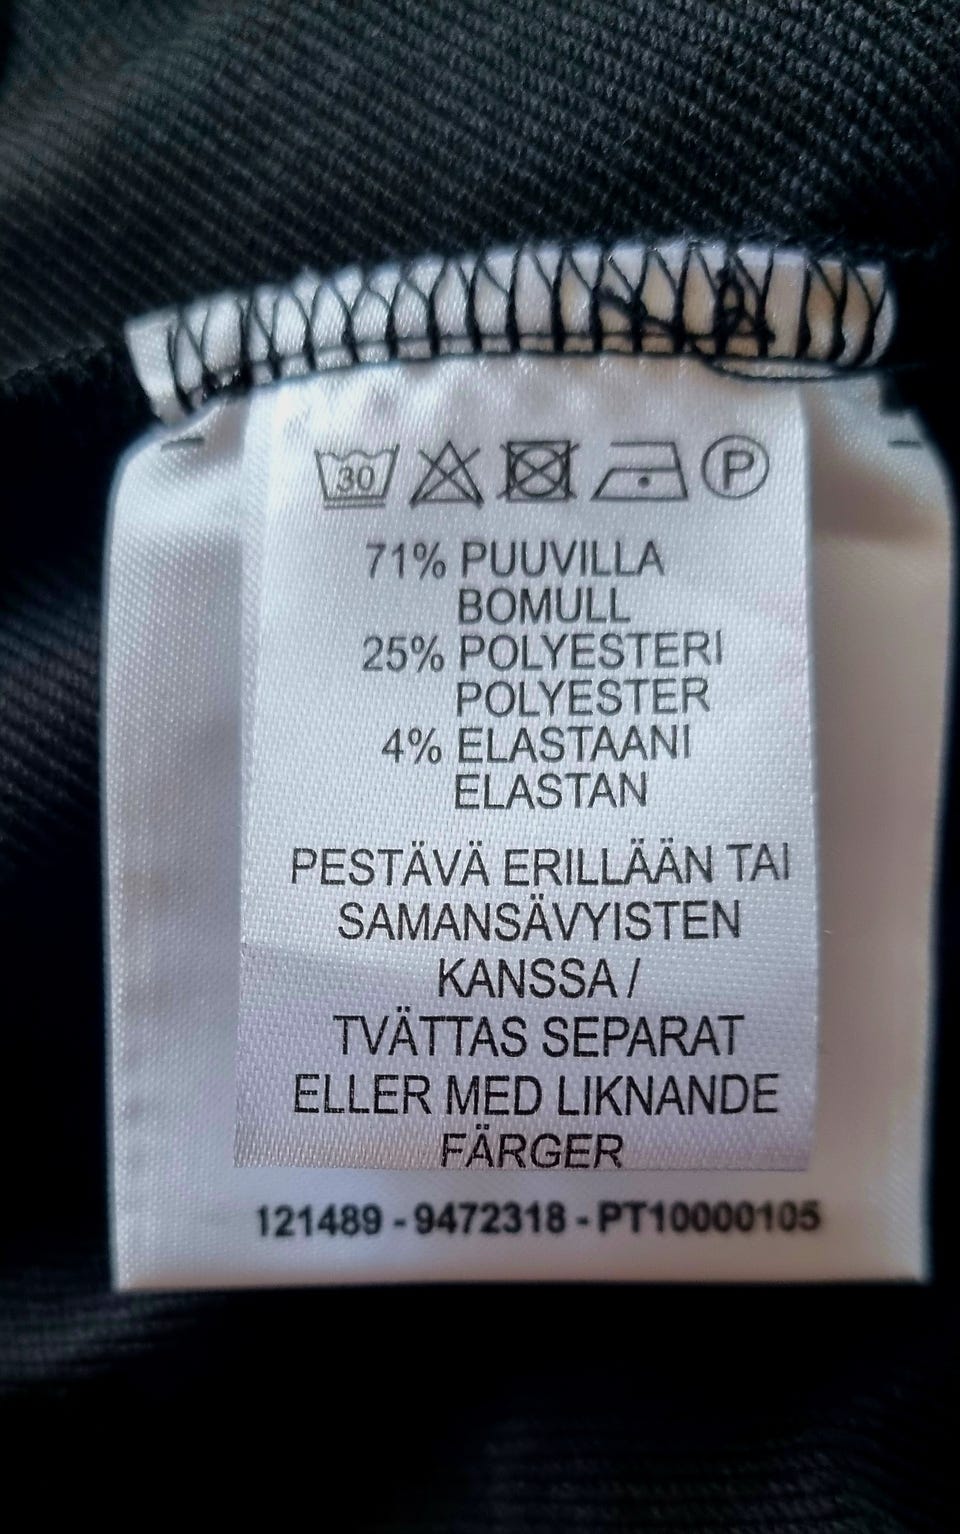 30 P
71% PUUVILLA
BOMULL
25% POLYESTERI
POLYESTER
4% ELASTAANI
ELASTAN
PESTÄVÄ ERILLÄÄN TAI
SAMANSÄVYISTEN
KANSSA /
TVÄTTAS SEPARAT
ELLER MED LIKNANDE
FÄRGER
121489 - 9472318 - PT10000105